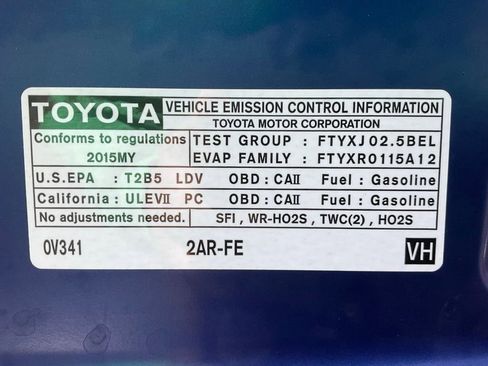 TOYOTA VEHICLE EMISSION CONTROL INFORMATION
TOYOTA MOTOR CORPORATION
Conforms to regulations TEST GROUP : FTYXJ02.5BEL
2015MY EVAP FAMILY : FTYXR0115A12
U.S.EPA : T2B5 LDV OBD : CAII Fuel : Gasoline
California : ULEVII PC OBD : CAII Fuel : Gasoline
No adjustments needed. SFI , WR-HO2S , TWC(2) , HO2S
0V341 2AR-FE VH